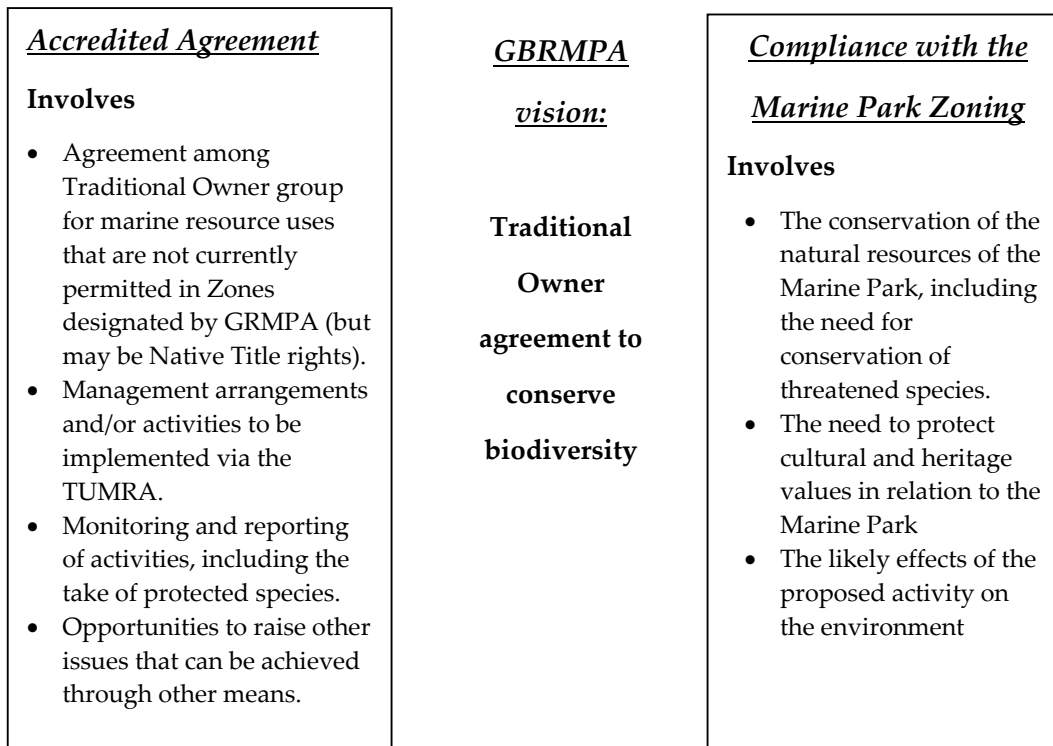 Accredited Agreement
Involves
• Agreement among
Traditional Owner group
for marine resource uses
that are not currently
permitted in Zones
designated by GRMPA (but
may be Native Title rights).
• Management arrangements
and/or activities to be
implemented via the
TUMRA.
• Monitoring and reporting
of activities, including the
take of protected species.
• Opportunities to raise other
issues that can be achieved
through other means.
GBRMPA
vision:
Traditional
Owner
agreement to
conserve
biodiversity
Compliance with the
Marine Park Zoning
Involves
• The conservation of the
natural resources of the
Marine Park, including
the need for
conservation of
threatened species.
• The need to protect
cultural and heritage
values in relation to the
Marine Park
• The likely effects of the
proposed activity on
the environment